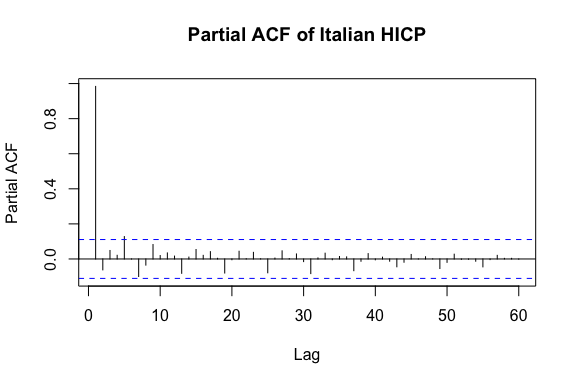 Partial ACF of Italian HICP
Partial ACF
0.8
0.4
0.0
0 10 20 30 40 50 60
Lag